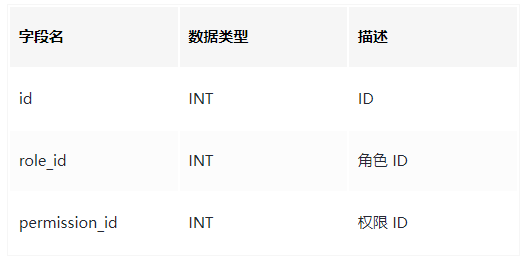 字段名 数据类型 描述
id INT ID
role_id INT 角色 ID
permission_id INT 权限 ID